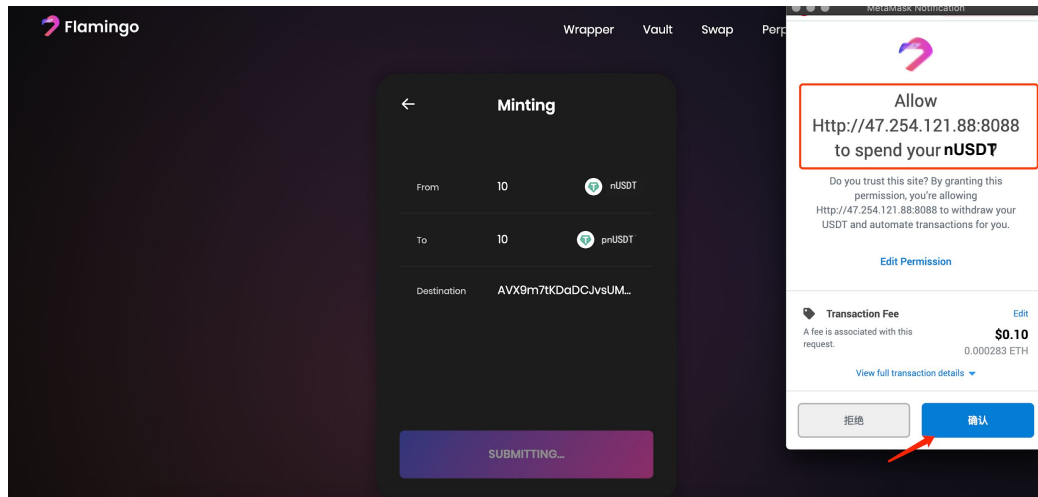 Flamingo
Wrapper Vault Swap Perp
Minting
From 10 nUSDT
To 10 pnUSDT
Destination AVX9m7tKDaDCJvsUM...
SUBMITTING...
MetaMask Notification
Allow
Http://47.254.121.88:8088
to spend your nUSDT
Do you trust this site? By
granting this
permission, you're allowing
Http://47.254.121.88:8088 to withdraw your
USDT and automate transactions for you.
Edit Permission
Transaction Fee Edit
A fee is associated with this
request.
$0.10
0.000283 ETH
View full transaction details
拒绝 确认